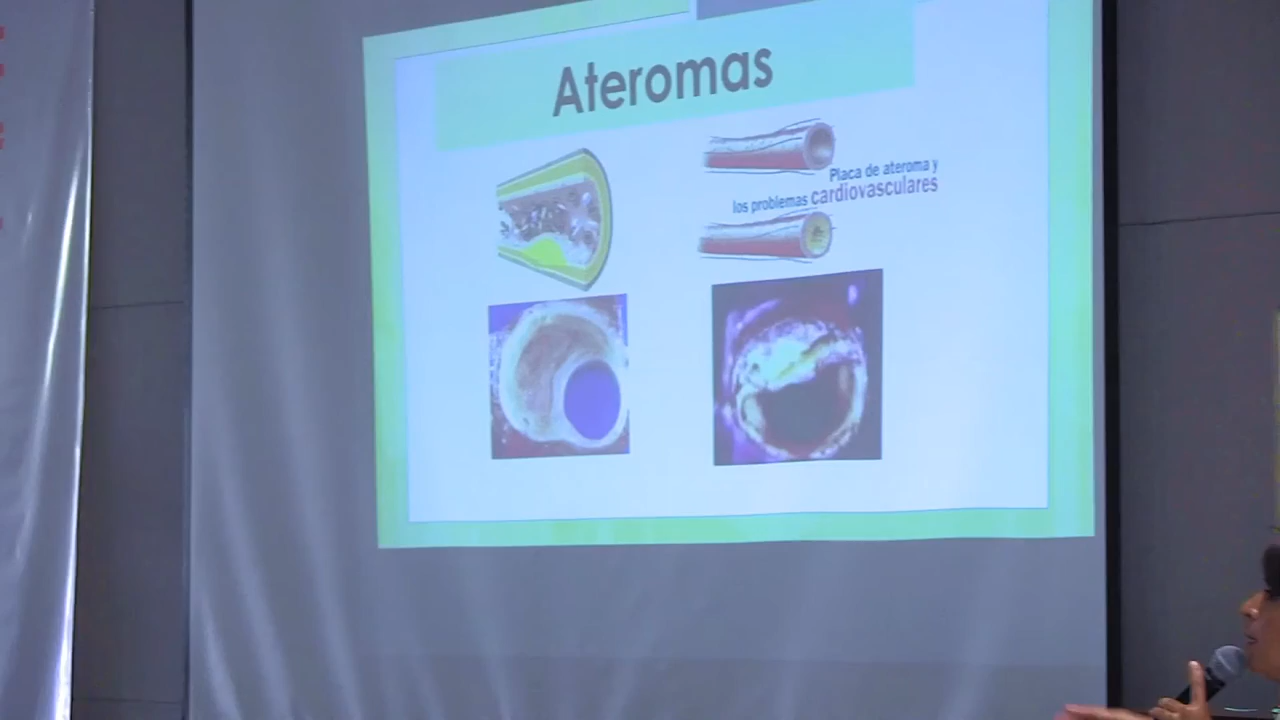 Ateromas
Placa de ateroma y
los problemas cardiovasculares